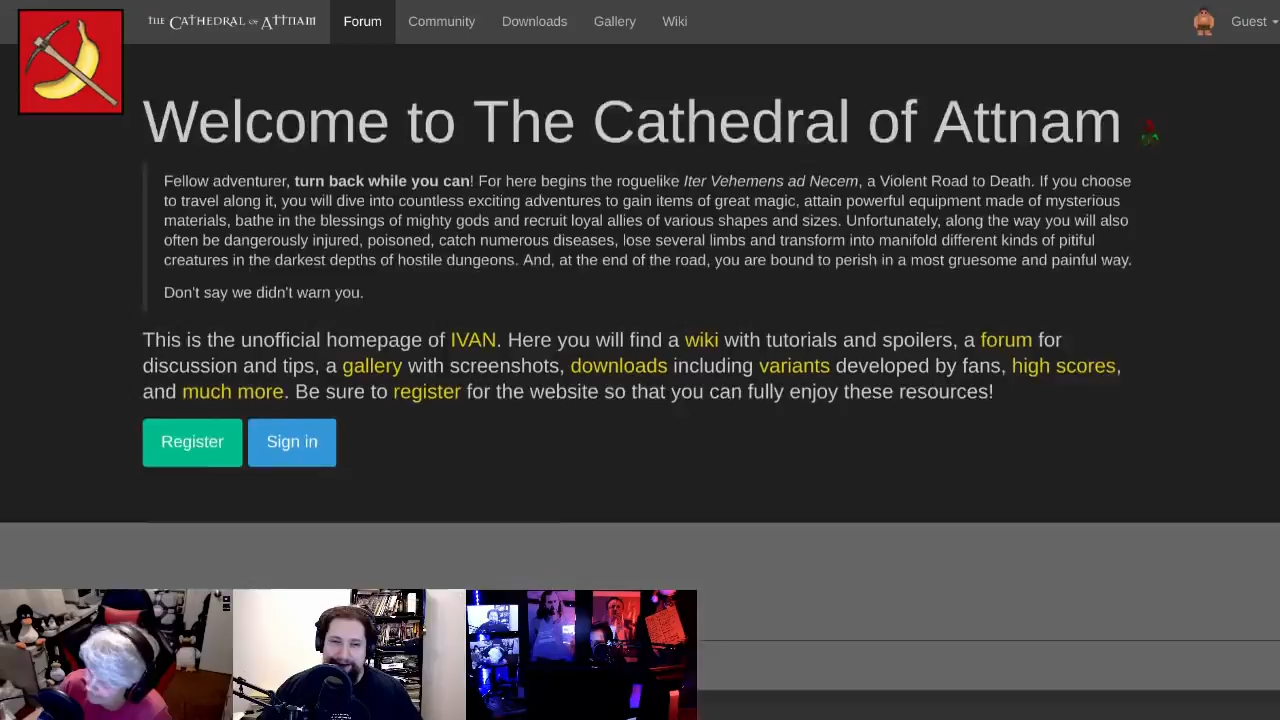 THE CATHEDRAL OF ATTNAM
Forum
Community
Downloads
Gallery
Wiki
Guest
Welcome to The Cathedral of Attnam
Fellow adventurer, turn back while you can! For here begins the roguelike Iter Vehemens ad Necem, a Violent Road to Death. If you choose
to travel along it, you will dive into countless exciting adventures to gain items of great magic, attain powerful equipment made of mysterious
materials, bathe in the blessings of mighty gods and recruit loyal allies of various shapes and sizes. Unfortunately, along the way you will also
often be dangerously injured, poisoned, catch numerous diseases, lose several limbs and transform into manifold different kinds of pitiful
creatures in the darkest depths of hostile dungeons. And, at the end of the road, you are bound to perish in a most gruesome and painful way.
Don't say we didn't warn you.
This is the unofficial homepage of IVAN. Here you will find a wiki with tutorials and spoilers, a forum for
discussion and tips, a gallery with screenshots, downloads including variants developed by fans, high scores,
and much more. Be sure to register for the website so that you can fully enjoy these resources!
Register
Sign in